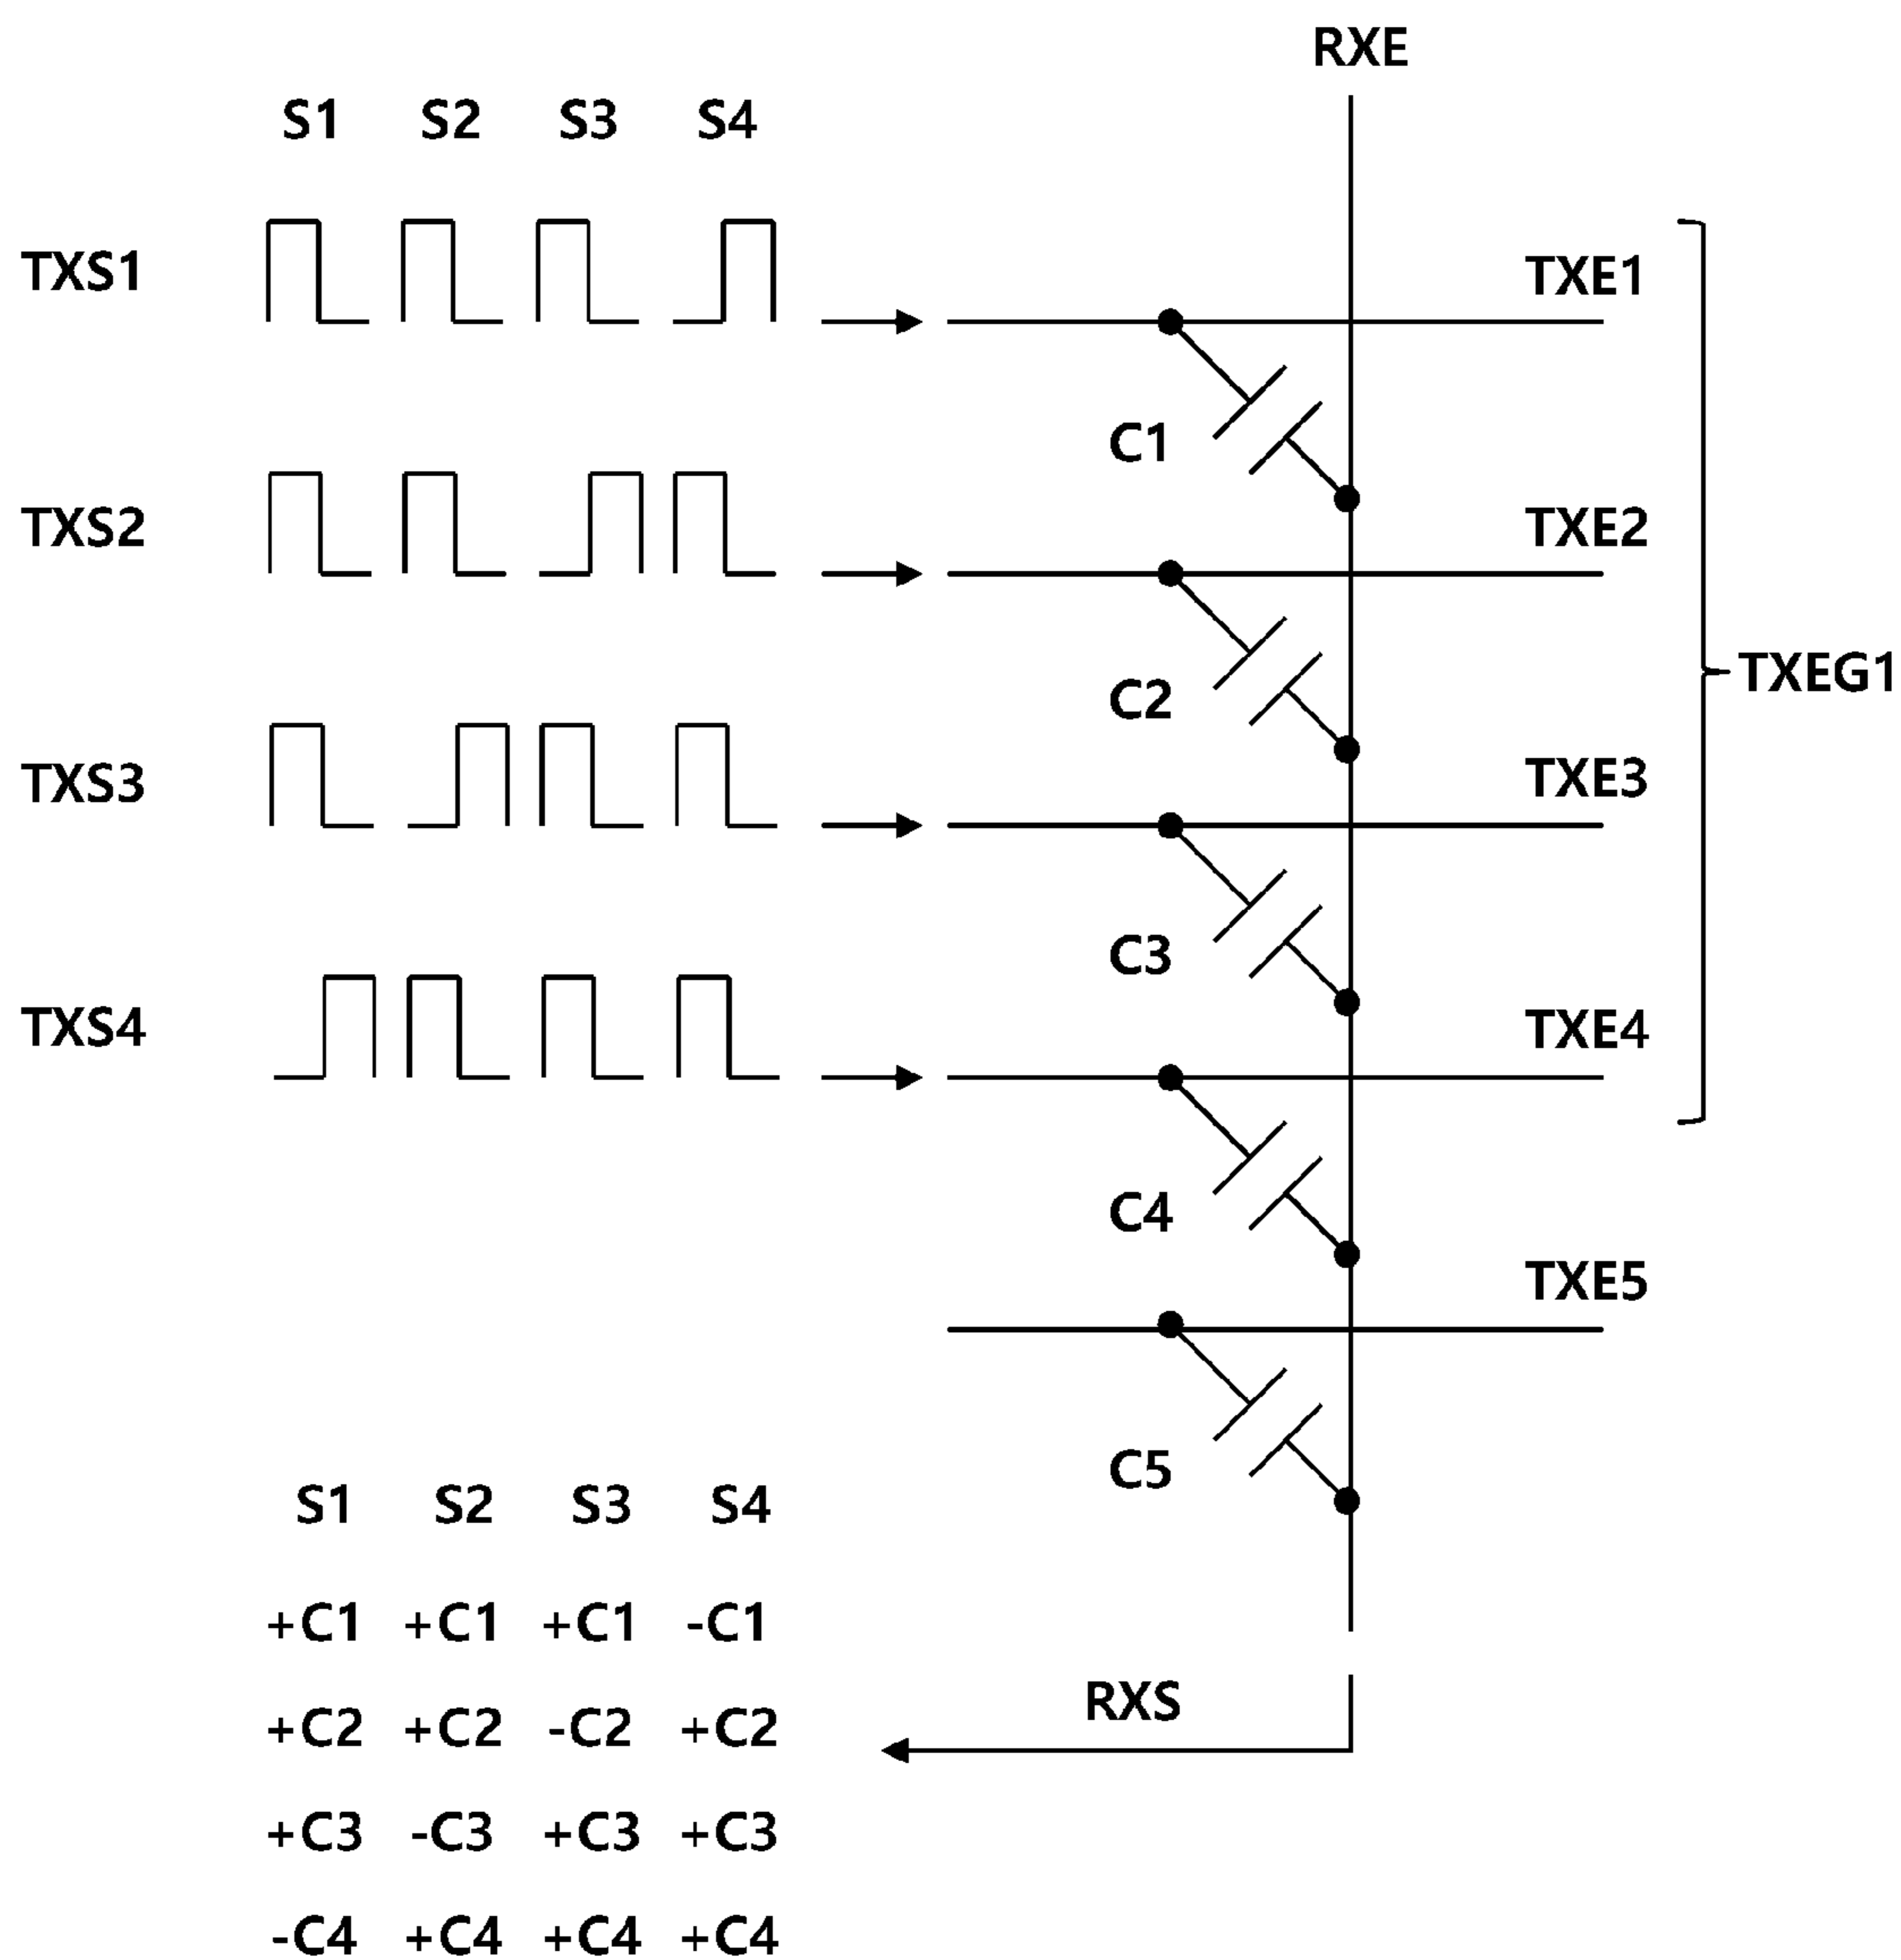 RXE
S1 S2 S3 S4
TXS1 TXE1
TXS2 TXE2
TXS3 TXE3
TXS4 TXE4
C1
C2
C3
C4
TXEG1
TXE5
C5
S1 S2 S3 S4
+C1 +C1 +C1 -C1
+C2 +C2 -C2 +C2
+C3 -C3 +C3 +C3
-C4 +C4 +C4 +C4
RXS